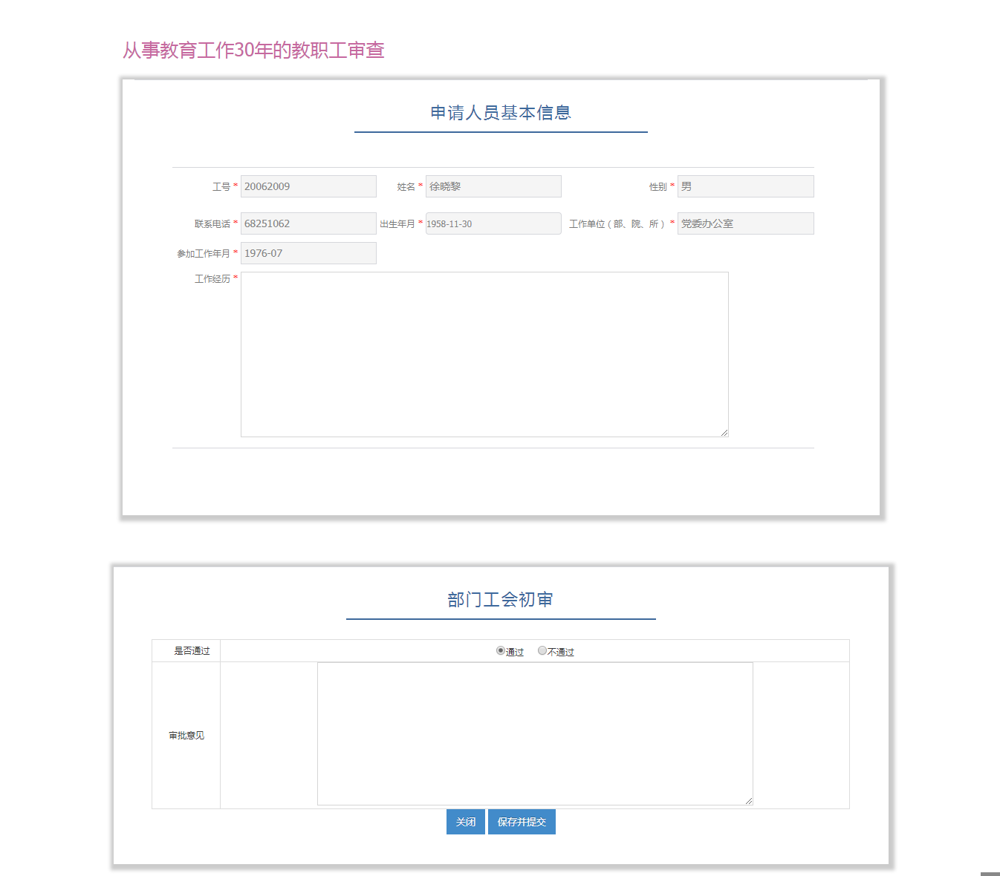 从事教育工作30年的教职工审查
申请人员基本信息
工号 * 20062009 姓名 * 徐晓黎 性别 * 男
联系电话 * 68251062 出生年月 * 1958-11-30 工作单位（部、院、所） * 党委办公室
参加工作年月 * 1976-07
工作经历 *
部门工会初审
是否通过 通过 不通过
审批意见
关闭 保存并提交